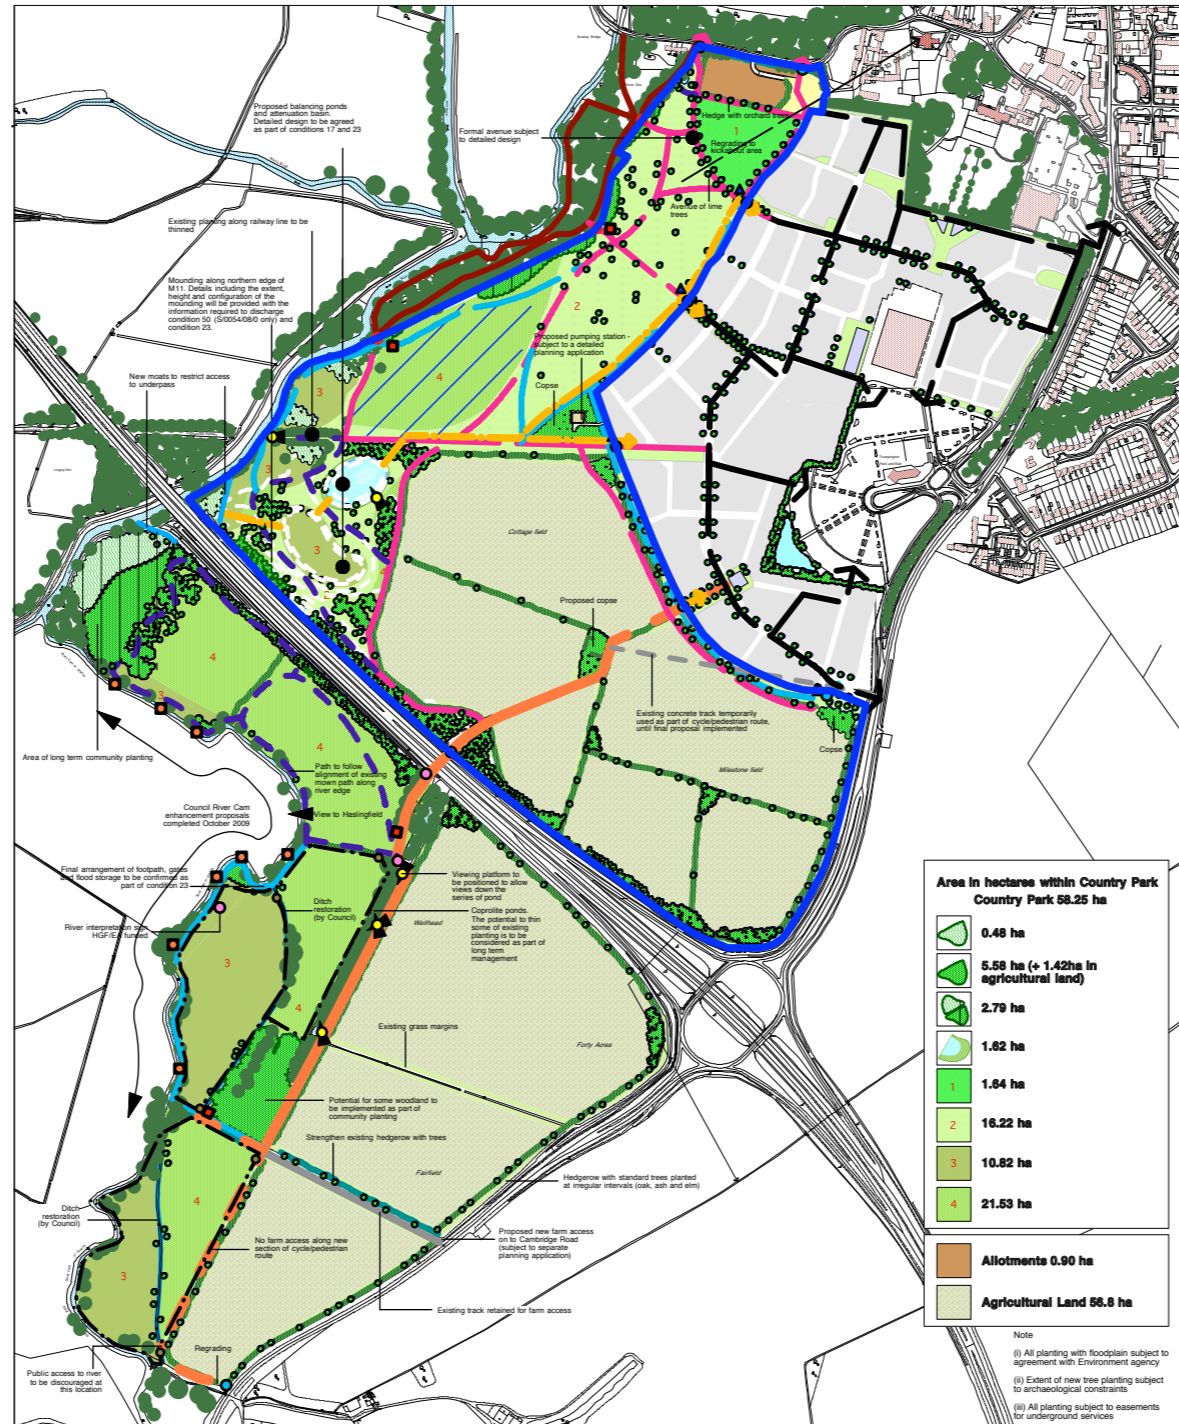 Proposed balancing ponds
and attenuation basin.
Detailed design to be agreed
as part of conditions 17 and 23
Formal avenue subject
to detailed design
Hedge with orchard trees
1
Regrading to
kickabout area
Avenue of lime
trees
to church
Existing planting along railway line to be
thinned
Mounding along northern edge of
M11. Details including the extent,
height and configuration of the
mounding will be provided with the
information required to discharge
condition 50 (S/0054/08/0 only) and
condition 23.
2
Proposed pumping station -
subject to a detailed
planning application
New moats to restrict access
to underpass
4
3
Copse
3
Cottage field
3
2
Proposed copse
4
3
Existing concrete track temporarily
used as part of cycle/pedestrian route,
until final proposal implemented
Copse
Area of long term community planting
4
Path to follow
alignment of existing
mown path along
river edge
Milestone field
Council River Cam
enhancement proposals
completed October 2009
View to Haslingfield
Final arrangement of footpath, gates
and flood storage to be confirmed as
part of condition 23
Ditch
restoration
(by Council)
Viewing platform to
be positioned to allow
views down the
series of pond
River interpretation sign
HGF/EA funded
Wellhead
Coprolite ponds.
The potential to thin
some of existing
planting is to be
considered as part of
long term
management
3
4
Existing grass margins
Forty Acres
Potential for some woodland to
be implemented as part of
community planting
Strengthen existing hedgerow with trees
Fairfield
Hedgerow with standard trees planted
at irregular intervals (oak, ash and elm)
4
Ditch
restoration
(by Council)
No farm access along new
section of cycle/pedestrian
route
Proposed new farm access
on to Cambridge Road
(subject to separate
planning application)
3
Existing track retained for farm access
Regrading
Public access to river
to be discouraged at
this location
Area in hectares within Country Park
Country Park 58.25 ha
0.48 ha
5.58 ha (+ 1.42ha in
agricultural land)
2.79 ha
1.62 ha
1 1.64 ha
2 16.22 ha
3 10.82 ha
4 21.53 ha
Allotments 0.90 ha
Agricultural Land 56.8 ha
Note
(i) All planting with floodplain subject to
agreement with Environment agency
(ii) Extent of new tree planting subject
to archaeological constraints
(iii) All planting subject to easements
for underground services